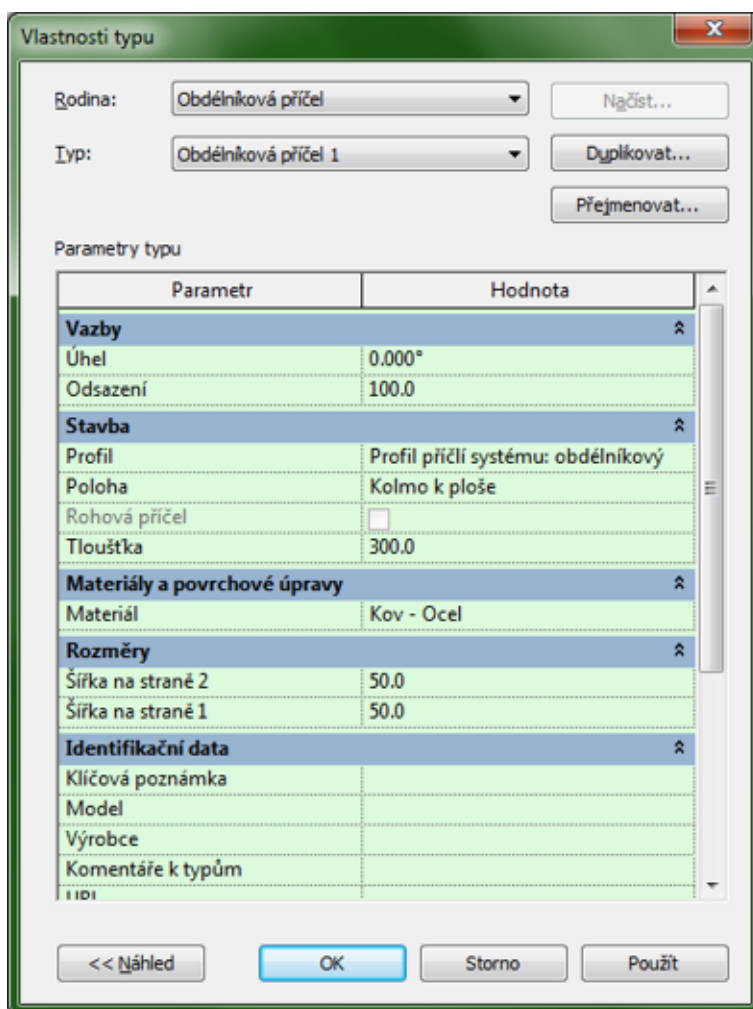 Vlastnosti typu
Rodina: Obdélníková příčel Načíst...
Typ: Obdélníková příčel 1 Duplikovat...
Přejmenovat...
Parametry typu
Parametr Hodnota
Vazby
Úhel 0.000°
Odsazení 100.0
Stavba
Profil Profil příčlí systému: obdélníkový
Poloha Kolmo k ploše
Rohová příčel
Tloušťka 300.0
Materiály a povrchové úpravy
Materiál Kov - Ocel
Rozměry
Šířka na straně 2 50.0
Šířka na straně 1 50.0
Identifikační data
Klíčová poznámka
Model
Výrobce
Komentáře k typům
URL
<< Náhled OK Storno Použít